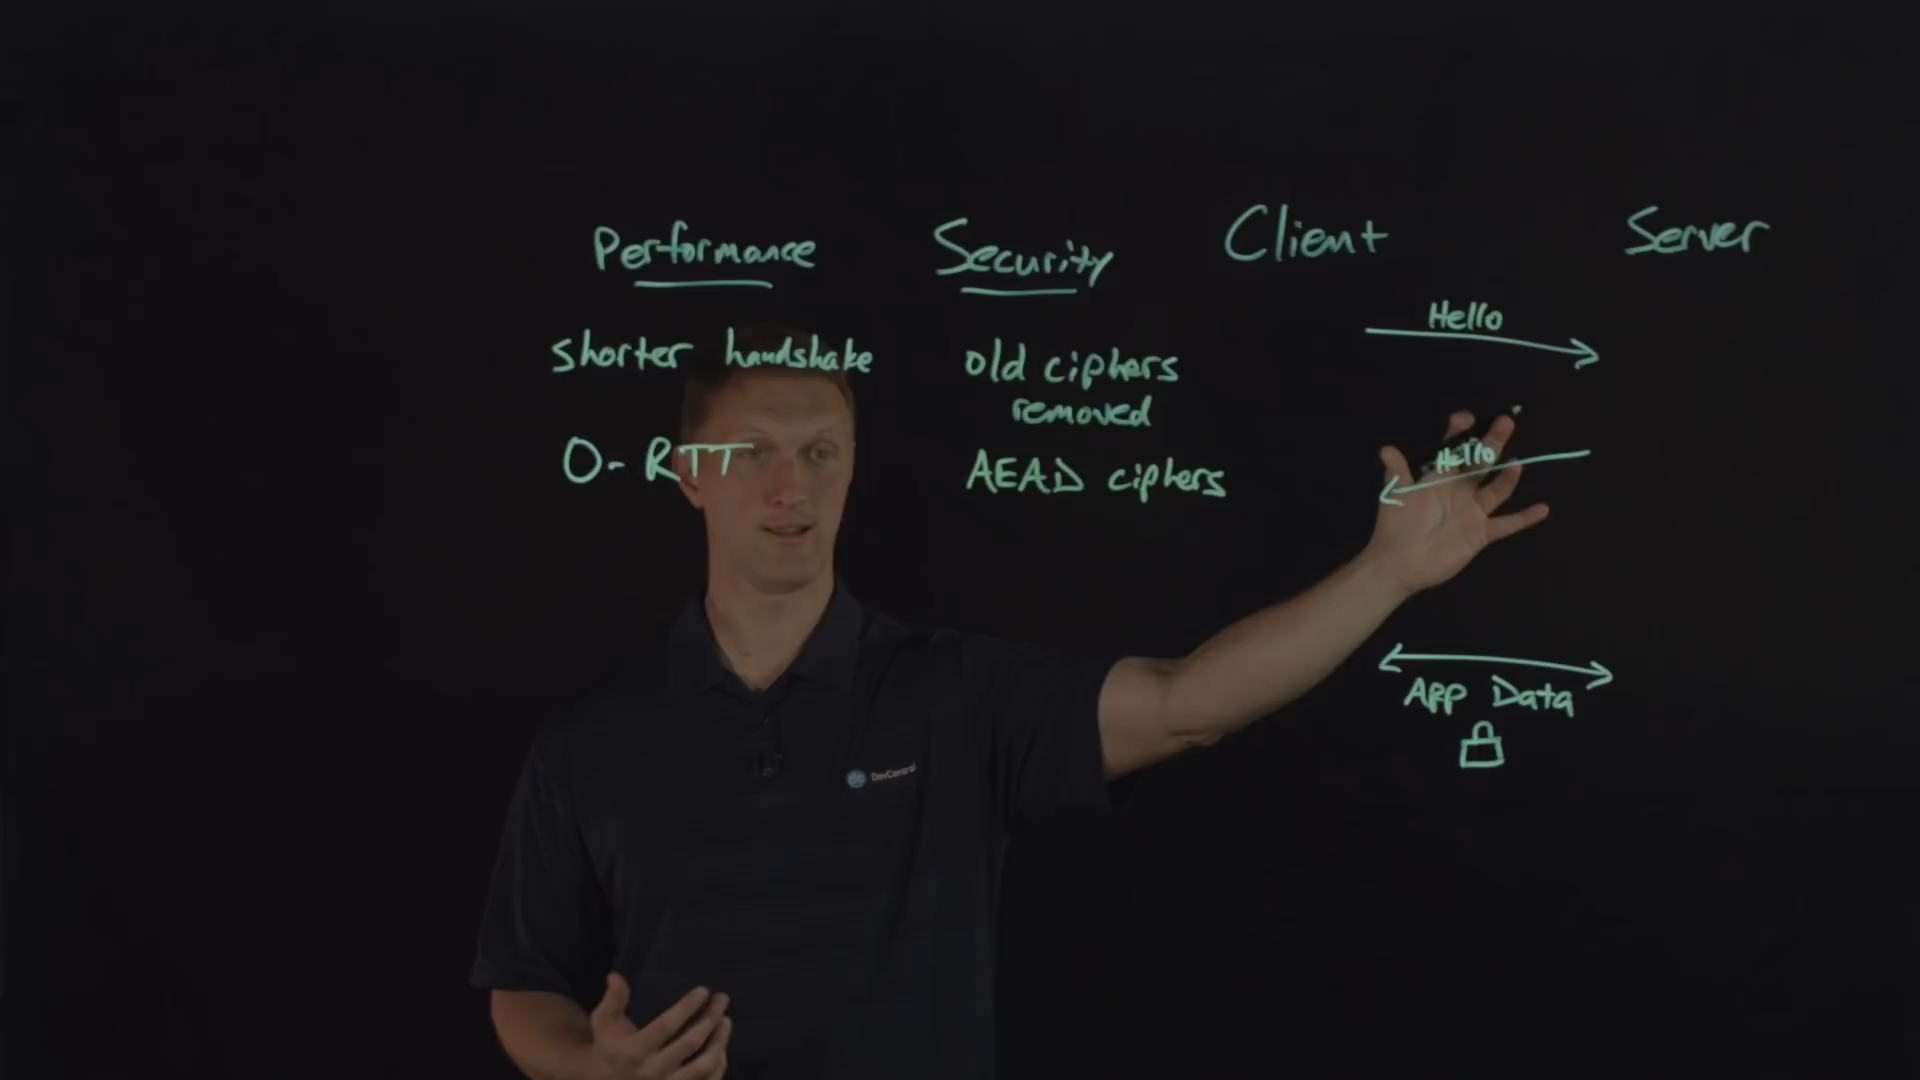 Performance
shorter handshake
0-RTT
Security
old ciphers
removed
AEAD ciphers
Client
Server
Hello
Hello
App Data
DevCentral